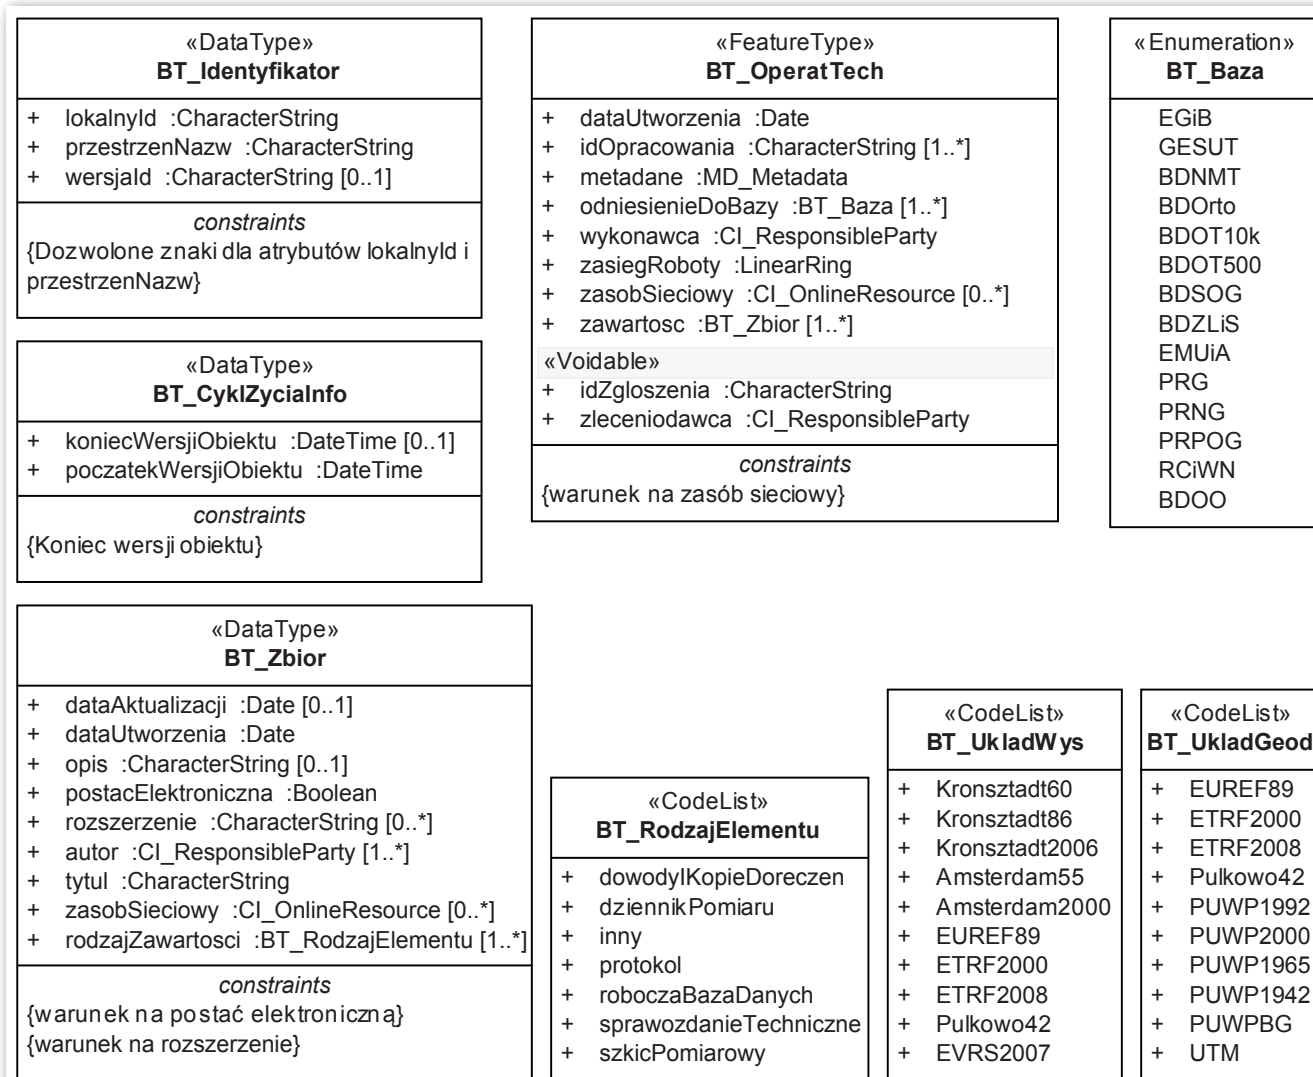 «DataType»
BT_Identyfikator
+ lokalnyId :CharacterString
+ przestrzenNazw :CharacterString
+ wersjaId :CharacterString [0..1]
constraints
{Dozwolone znaki dla atrybutów lokalnyId i
przestrzenNazw}
«FeatureType»
BT_OperatTech
+ dataUtworzenia :Date
+ idOpracowania :CharacterString [1..*]
+ metadane :MD_Metadata
+ odniesienieDoBazy :BT_Baza [1..*]
+ wykonawca :CI_ResponsibleParty
+ zasiegRoboty :LinearRing
+ zasobSieciowy :CI_OnlineResource [0..*]
+ zawartosc :BT_Zbior [1..*]
«Voidable»
+ idZgloszenia :CharacterString
+ zleceniodawca :CI_ResponsibleParty
constraints
{warunek na zasób sieciowy}
«Enumeration»
BT_Baza
EGiB
GESUT
BDNMT
BDOrto
BDOT10k
BDOT500
BDSOG
BDZLiS
EMUiA
PRG
PRNG
PRPOG
RCiWN
BDOO
«DataType»
BT_CyklZyciaInfo
+ koniecWersjiObiektu :DateTime [0..1]
+ poczatekWersjiObiektu :DateTime
constraints
{Koniec wersji obiektu}
«DataType»
BT_Zbior
+ dataAktualizacji :Date [0..1]
+ dataUtworzenia :Date
+ opis :CharacterString [0..1]
+ postacElektroniczna :Boolean
+ rozszerzenie :CharacterString [0..*]
+ autor :CI_ResponsibleParty [1..*]
+ tytul :CharacterString
+ zasobSieciowy :CI_OnlineResource [0..*]
+ rodzajZawartosci :BT_RodzajElementu [1..*]
constraints
{warunek na postać elektroniczną}
{warunek na rozszerzenie}
«CodeList»
BT_RodzajElementu
+ dowodyIKopieDoreczen
+ dziennikPomiaru
+ inny
+ protokol
+ roboczaBazaDanych
+ sprawozdanieTechniczne
+ szkicPomiarowy
«CodeList»
BT_UkladWys
+ Kronsztadt60
+ Kronsztadt86
+ Kronsztadt2006
+ Amsterdam55
+ Amsterdam2000
+ EUREF89
+ ETRF2000
+ ETRF2008
+ Pulkowo42
+ EVRS2007
«CodeList»
BT_UkladGeod
+ EUREF89
+ ETRF2000
+ ETRF2008
+ Pulkowo42
+ PUWP1992
+ PUWP2000
+ PUWP1965
+ PUWP1942
+ PUWPBG
+ UTM